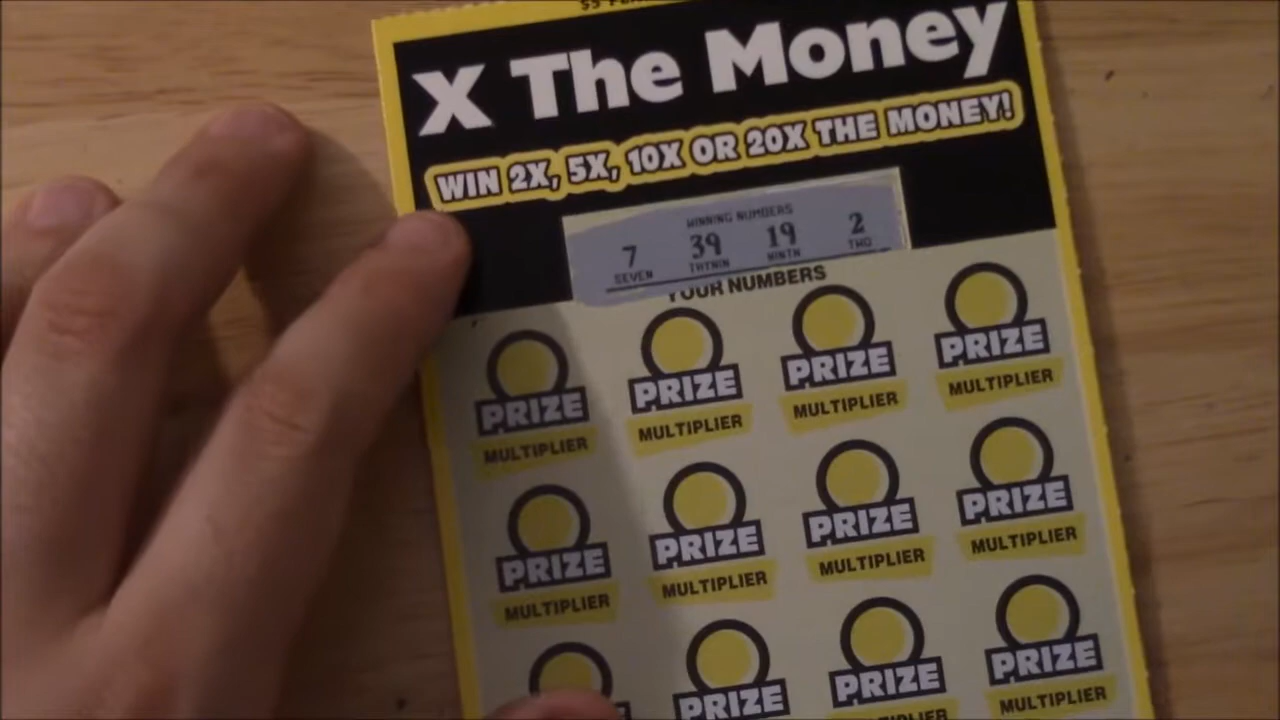 X The Money
WIN 2X, 5X, 10X OR 20X THE MONEY!
WINNING NUMBERS
7 39 19 2
SEVEN THTNIN NINTN TWO
YOUR NUMBERS
PRIZE PRIZE PRIZE PRIZE
MULTIPLIER MULTIPLIER MULTIPLIER MULTIPLIER
PRIZE PRIZE PRIZE PRIZE
MULTIPLIER MULTIPLIER MULTIPLIER MULTIPLIER
PRIZE PRIZE PRIZE
MULTIPLIER